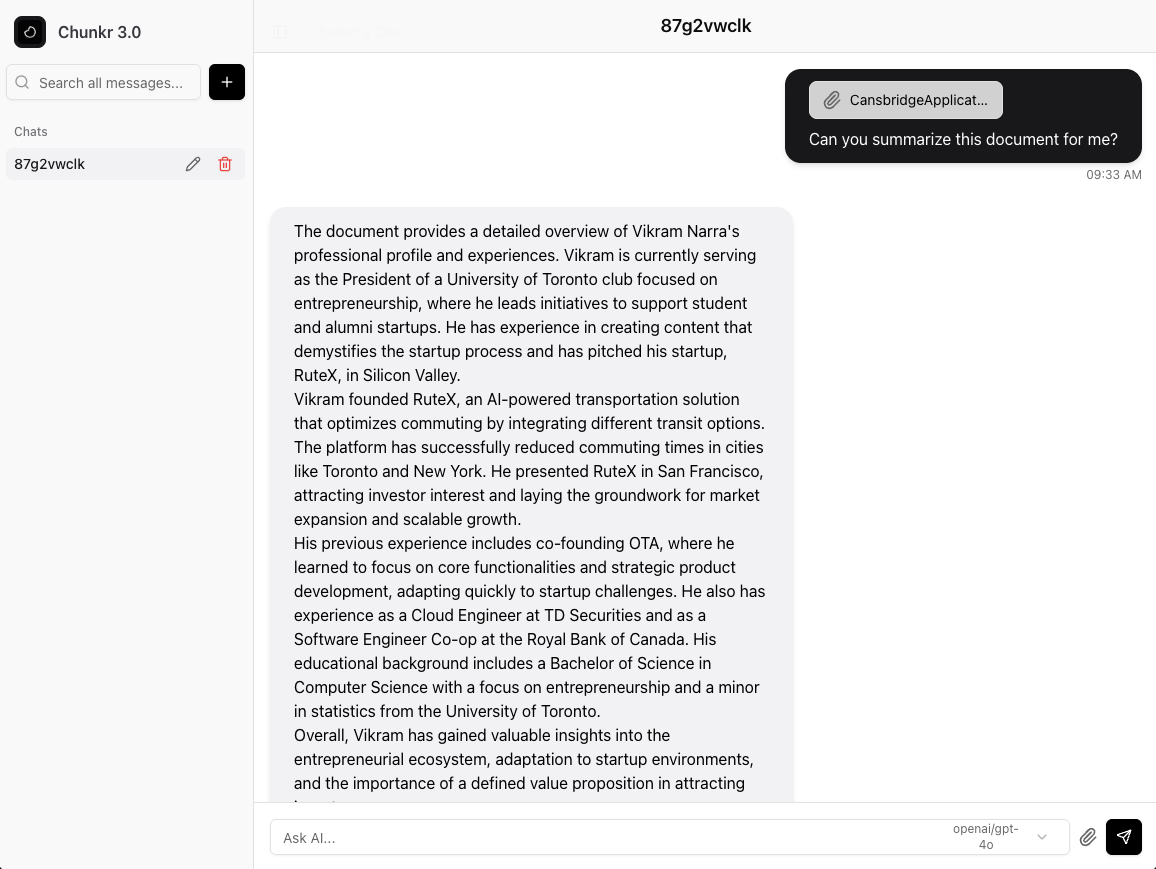 Chunkr 3.0
Search all messages...
Chats
87g2vwclk
87g2vwclk
CansbridgeApplicat...
Can you summarize this document for me?
09:33 AM
The document provides a detailed overview of Vikram Narra's
professional profile and experiences. Vikram is currently serving
as the President of a University of Toronto club focused on
entrepreneurship, where he leads initiatives to support student
and alumni startups. He has experience in creating content that
demystifies the startup process and has pitched his startup,
RuteX, in Silicon Valley.
Vikram founded RuteX, an AI-powered transportation solution
that optimizes commuting by integrating different transit options.
The platform has successfully reduced commuting times in cities
like Toronto and New York. He presented RuteX in San Francisco,
attracting investor interest and laying the groundwork for market
expansion and scalable growth.
His previous experience includes co-founding OTA, where he
learned to focus on core functionalities and strategic product
development, adapting quickly to startup challenges. He also has
experience as a Cloud Engineer at TD Securities and as a
Software Engineer Co-op at the Royal Bank of Canada. His
educational background includes a Bachelor of Science in
Computer Science with a focus on entrepreneurship and a minor
in statistics from the University of Toronto.
Overall, Vikram has gained valuable insights into the
entrepreneurial ecosystem, adaptation to startup environments,
and the importance of a defined value proposition in attracting
Ask AI...
openai/gpt-
4o